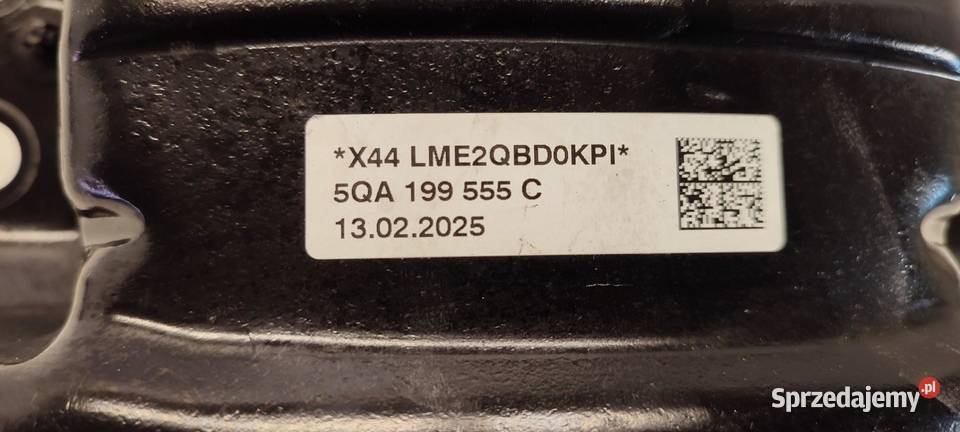 *X44 LME2QBD0KPI*
5QA 199 555 C
13.02.2025
Sprzedajemy.pl